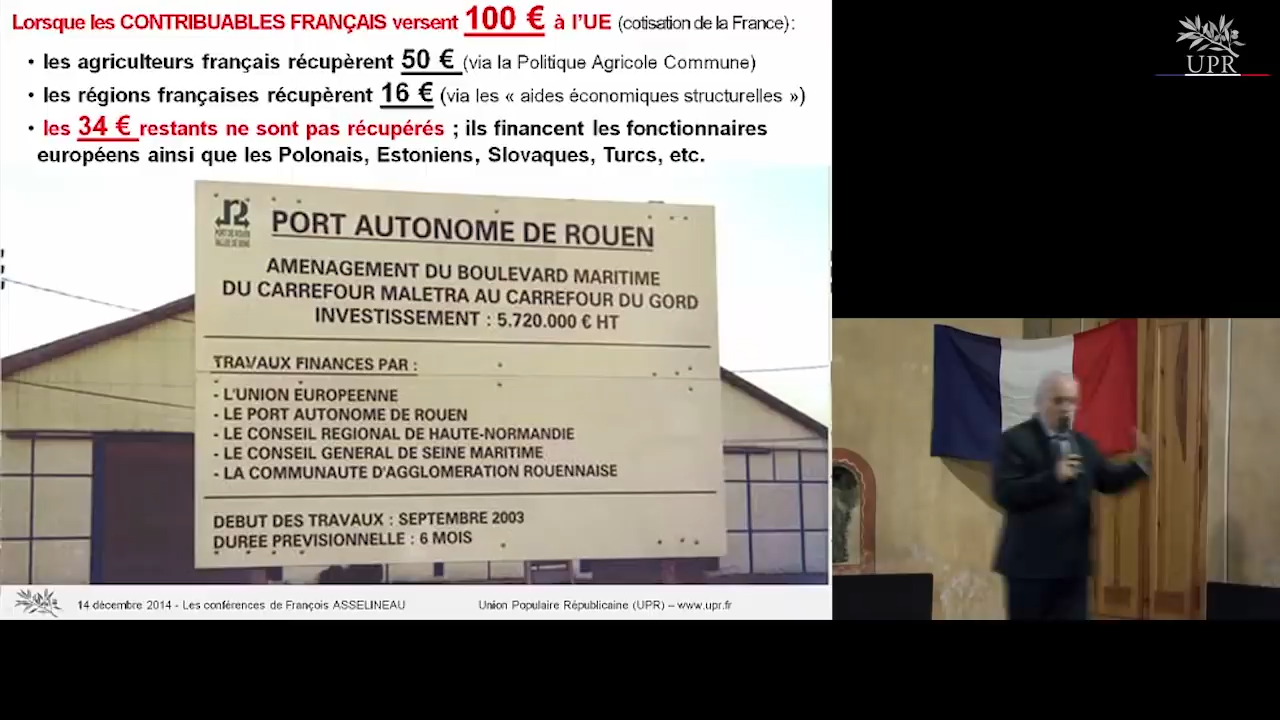 Lorsque les CONTRIBUABLES FRANÇAIS versent 100 € à l'UE (cotisation de la France) :
• les agriculteurs français récupèrent 50 € (via la Politique Agricole Commune)
• les régions françaises récupèrent 16 € (via les « aides économiques structurelles »)
• les 34 € restants ne sont pas récupérés ; ils financent les fonctionnaires
européens ainsi que les Polonais, Estoniens, Slovaques, Turcs, etc.
UPR
PORT AUTONOME DE ROUEN
AMENAGEMENT DU BOULEVARD MARITIME
DU CARREFOUR MALETRA AU CARREFOUR DU GORD
INVESTISSEMENT : 5.720.000 € HT
TRAVAUX FINANCES PAR :
- L'UNION EUROPEENNE
- LE PORT AUTONOME DE ROUEN
- LE CONSEIL REGIONAL DE HAUTE-NORMANDIE
- LE CONSEIL GENERAL DE SEINE MARITIME
- LA COMMUNAUTE D'AGGLOMERATION ROUENNAISE
DEBUT DES TRAVAUX : SEPTEMBRE 2003
DUREE PREVISIONNELLE : 6 MOIS
14 décembre 2014 - Les conférences de François ASSELINEAU
Union Populaire Républicaine (UPR) – www.upr.fr